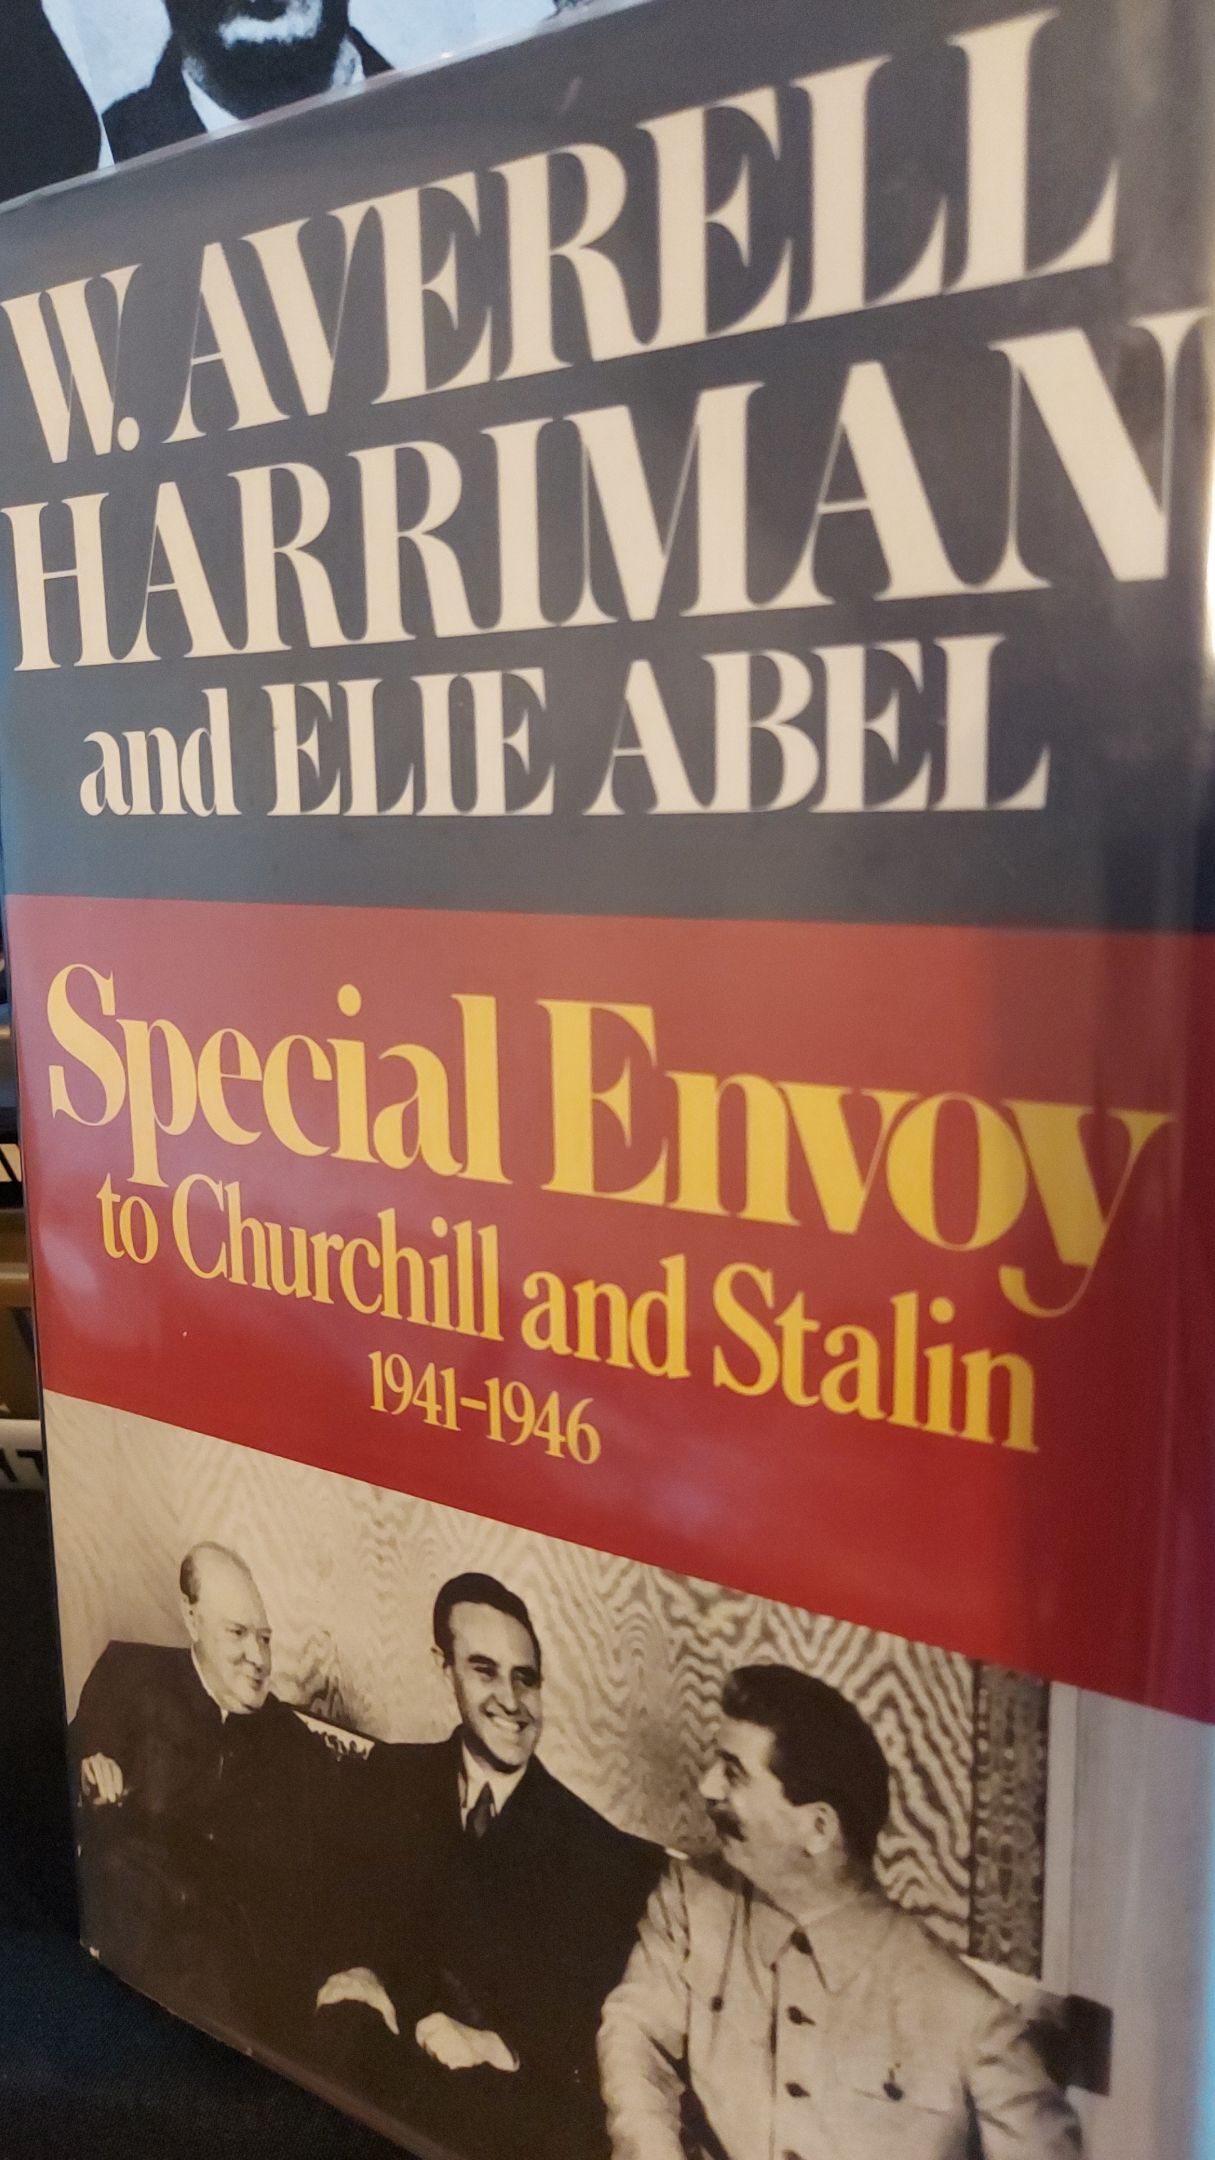 W. AVERELL
HARRIMAN
and ELIE ABEL
Special Envoy
to Churchill and Stalin
1941–1946